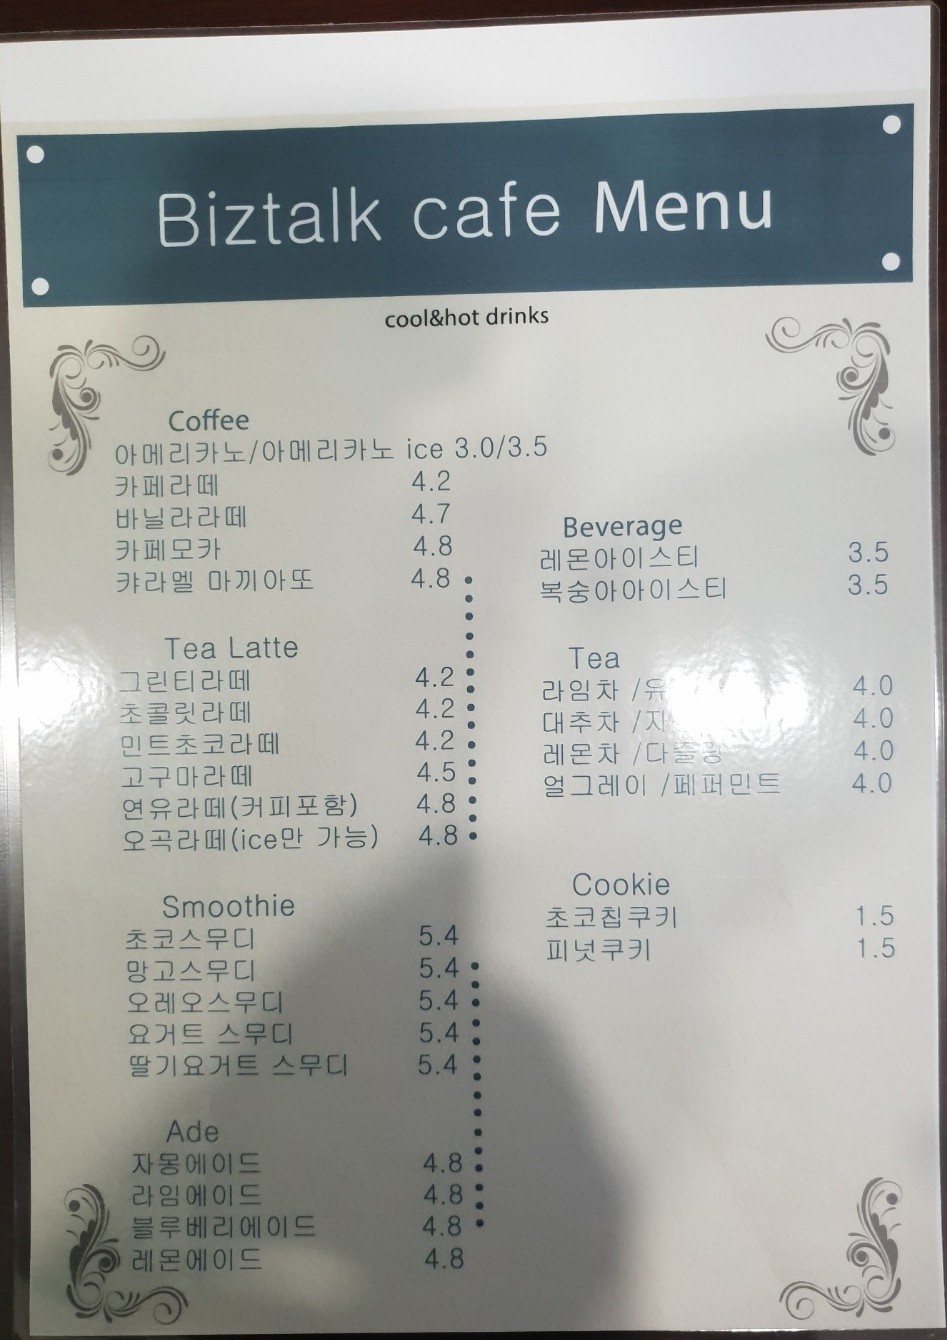 Biztalk cafe Menu
cool&hot drinks
Coffee
아메리카노/아메리카노 ice 3.0/3.5
카페라떼 4.2
바닐라라떼 4.7
카페모카 4.8
캬라멜 마끼아또 4.8
Tea Latte
그린티라떼 4.2
초콜릿라떼 4.2
민트초코라떼 4.2
고구마라떼 4.5
연유라떼(커피포함) 4.8
오곡라떼(ice만 가능) 4.8
Smoothie
초코스무디 5.4
망고스무디 5.4
오레오스무디 5.4
요거트 스무디 5.4
딸기요거트 스무디 5.4
Ade
자몽에이드 4.8
라임에이드 4.8
블루베리에이드 4.8
레몬에이드 4.8
Beverage
레몬아이스티 3.5
복숭아아이스티 3.5
Tea
라임차 / 4.0
대추차 / 4.0
레몬차 /다즐링 4.0
얼그레이 /페퍼민트 4.0
Cookie
초코칩쿠키 1.5
피넛쿠키 1.5